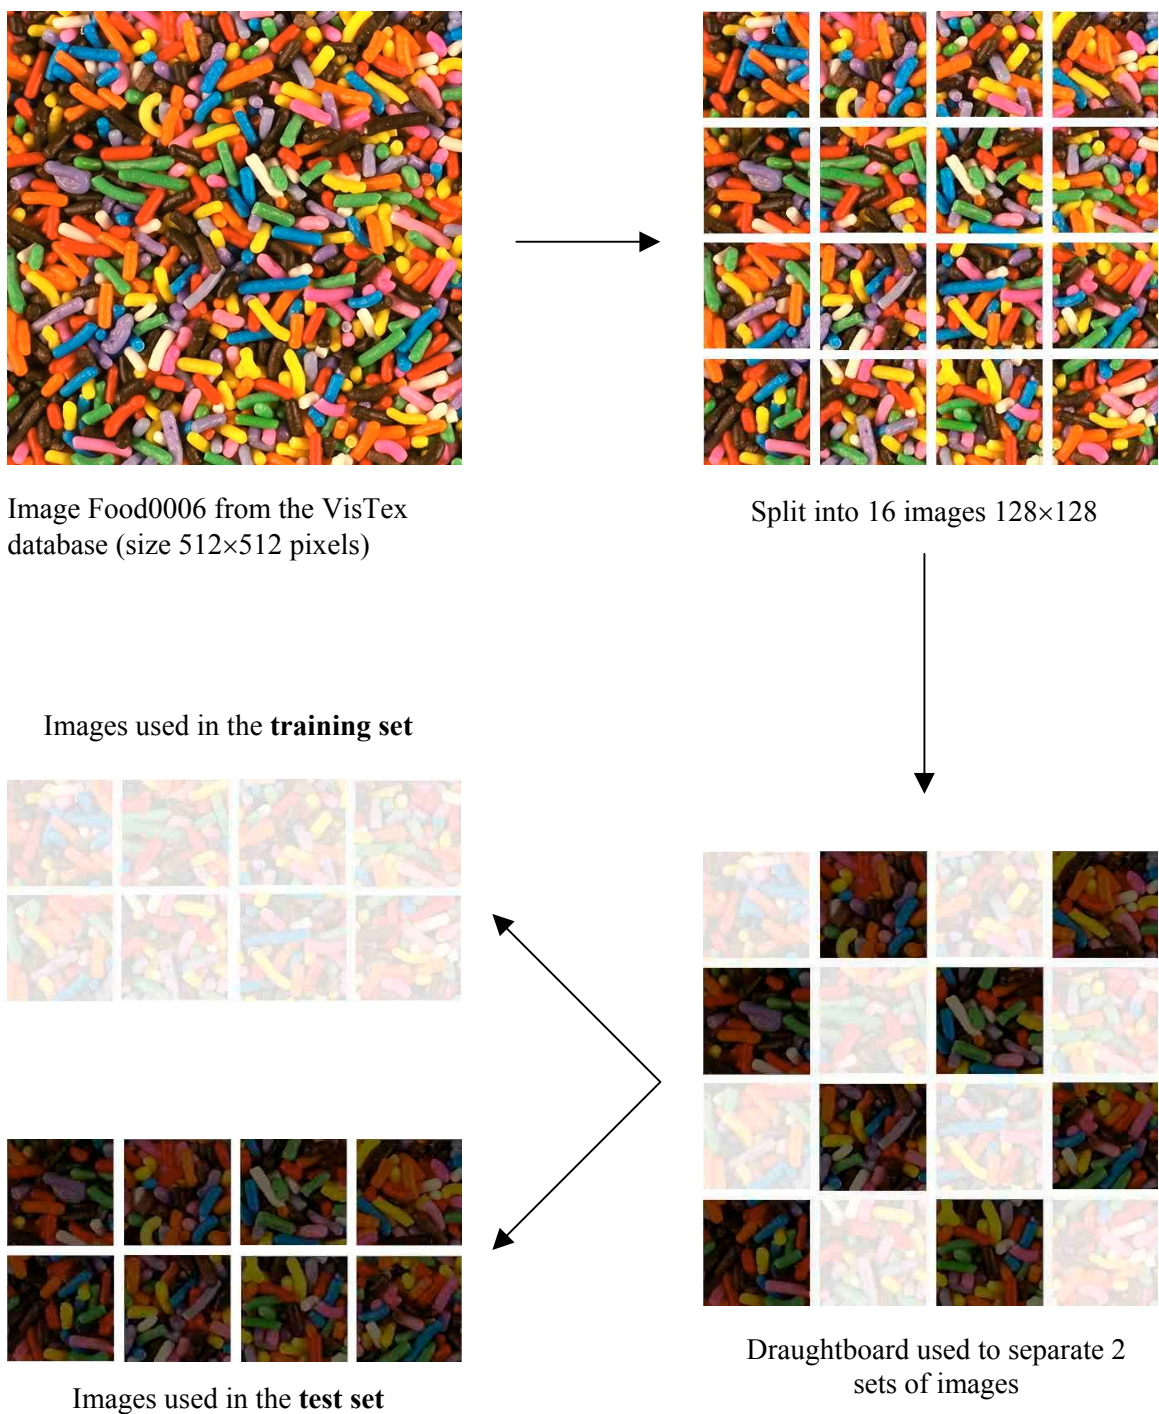 Image Food0006 from the VisTex
database (size 512×512 pixels)
Split into 16 images 128×128
Images used in the training set
Draughtboard used to separate 2
sets of images
Images used in the test set